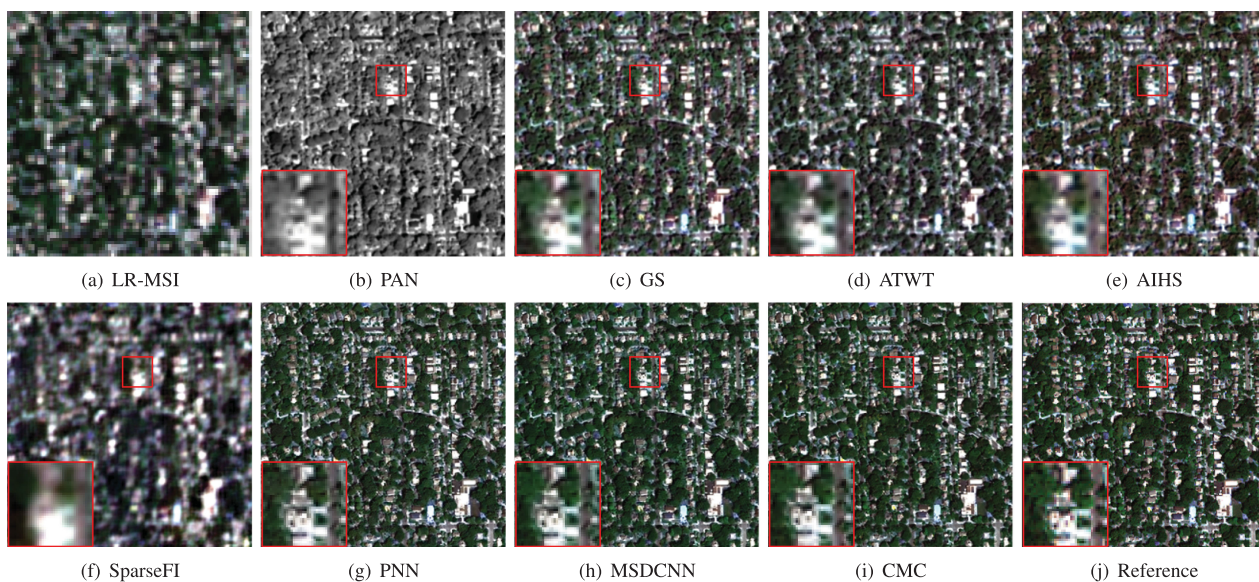 (a) LR-MSI
(b) PAN
(c) GS
(d) ATWT
(e) AIHS
(f) SparseFI
(g) PNN
(h) MSDCNN
(i) CMC
(j) Reference